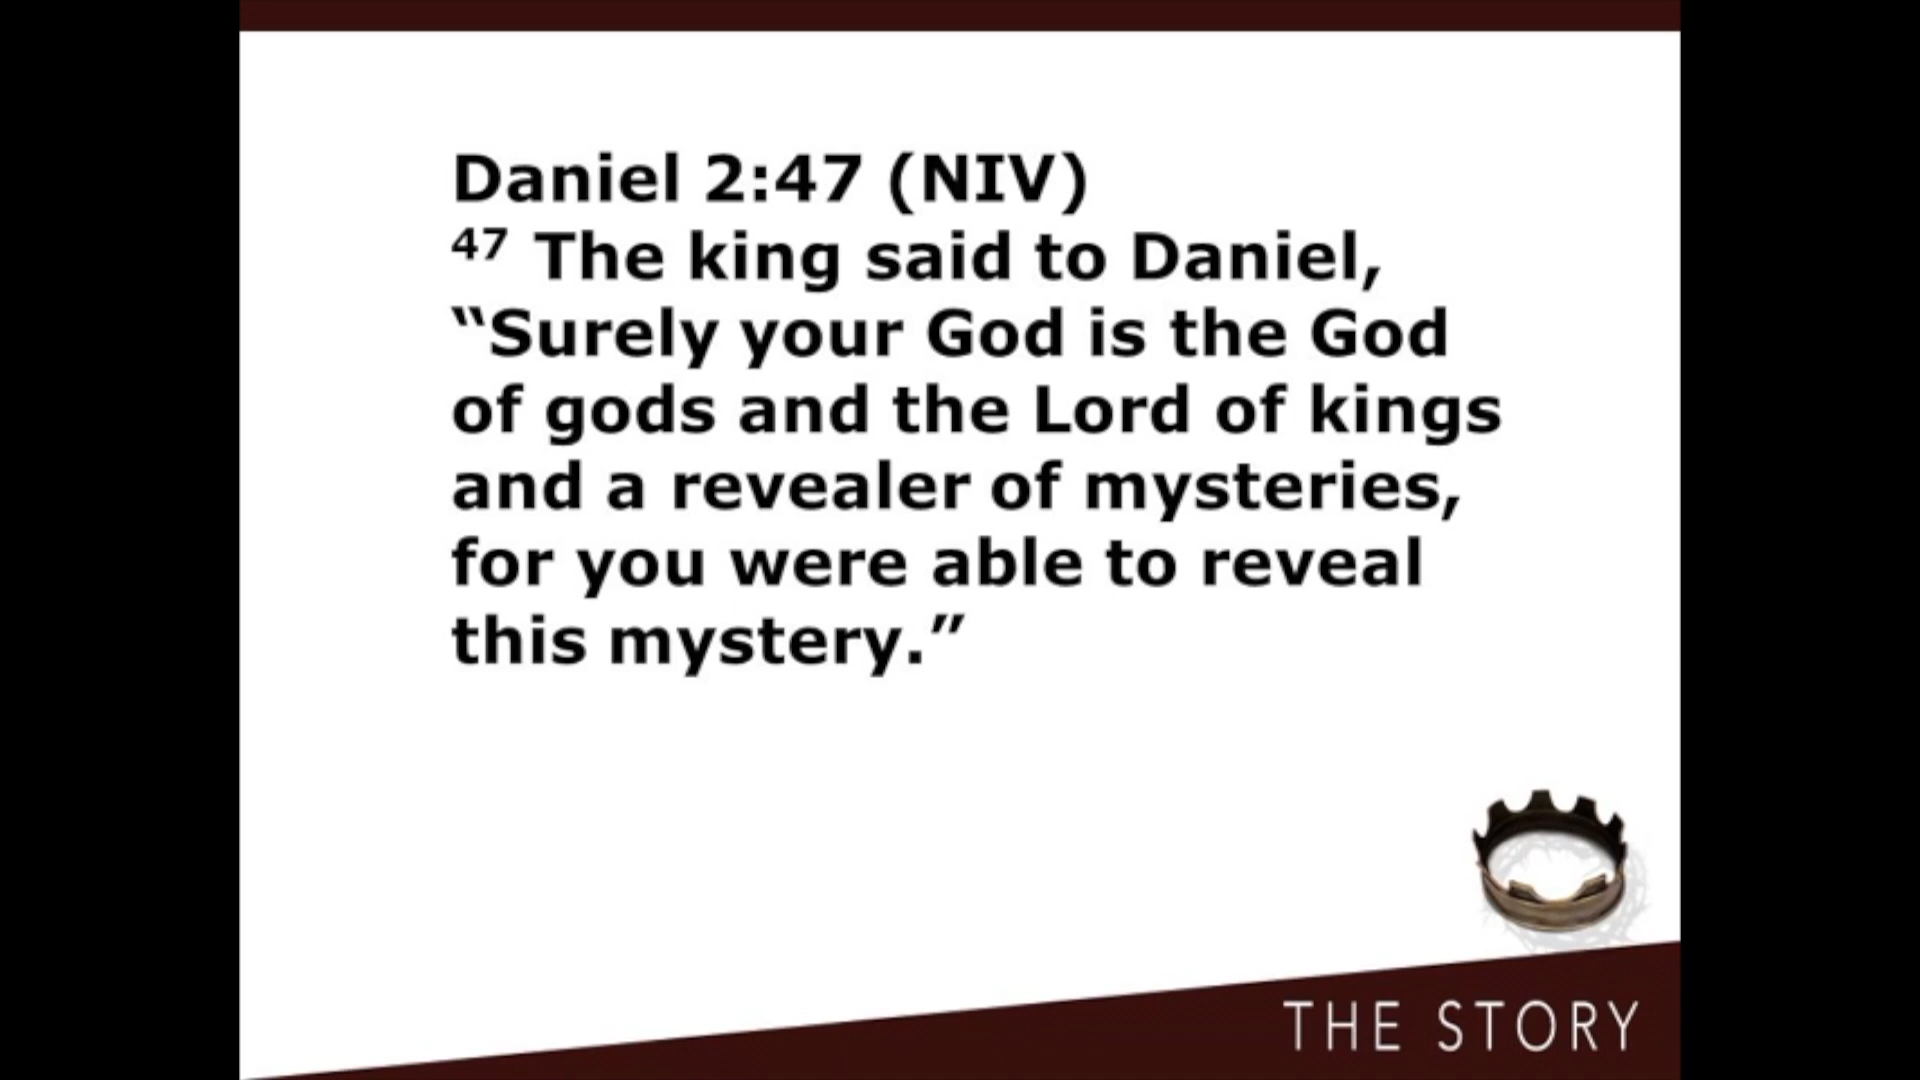 Daniel 2:47 (NIV)
47 The king said to Daniel,
“Surely your God is the God
of gods and the Lord of kings
and a revealer of mysteries,
for you were able to reveal
this mystery.”
THE STORY